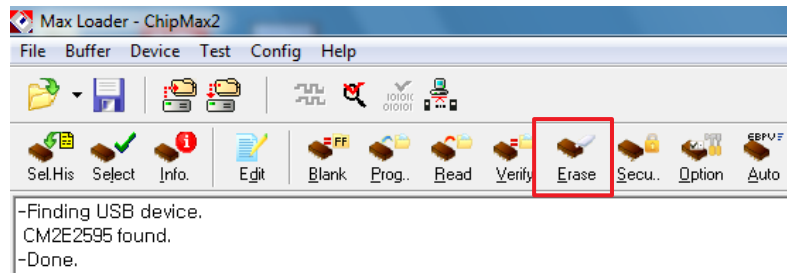 Max Loader - ChipMax2
File Buffer Device Test Config Help
Sel.His Select Info. Edit Blank Prog.. Read Verify Erase Secu.. Option Auto
-Finding USB device.
CM2E2595 found.
-Done.